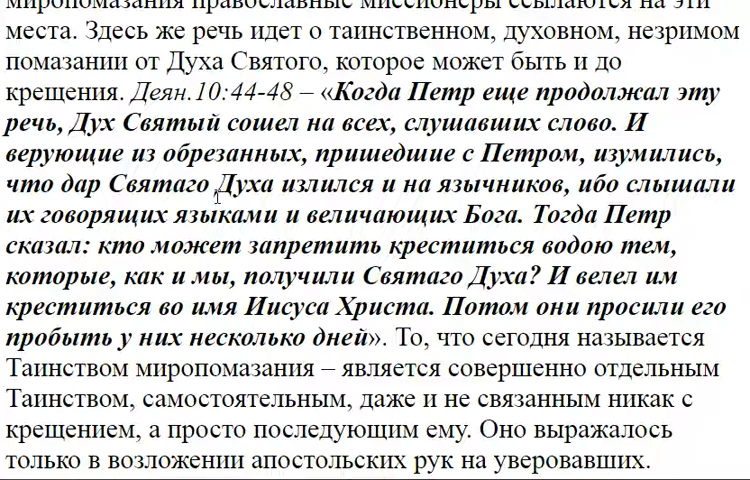 миропомазания православные миссионеры ссылаются на эти
места. Здесь же речь идет о таинственном, духовном, незримом
помазании от Духа Святого, которое может быть и до
крещения. Деян.10:44-48 – «Когда Петр еще продолжал эту
речь, Дух Святый сошел на всех, слушавших слово. И
верующие из обрезанных, пришедшие с Петром, изумились,
что дар Святаго Духа излился и на язычников, ибо слышали
их говорящих языками и величающих Бога. Тогда Петр
сказал: кто может запретить креститься водою тем,
которые, как и мы, получили Святаго Духа? И велел им
креститься во имя Иисуса Христа. Потом они просили его
пробыть у них несколько дней». То, что сегодня называется
Таинством миропомазания – является совершенно отдельным
Таинством, самостоятельным, даже и не связанным никак с
крещением, а просто последующим ему. Оно выражалось
только в возложении апостольских рук на уверовавших.